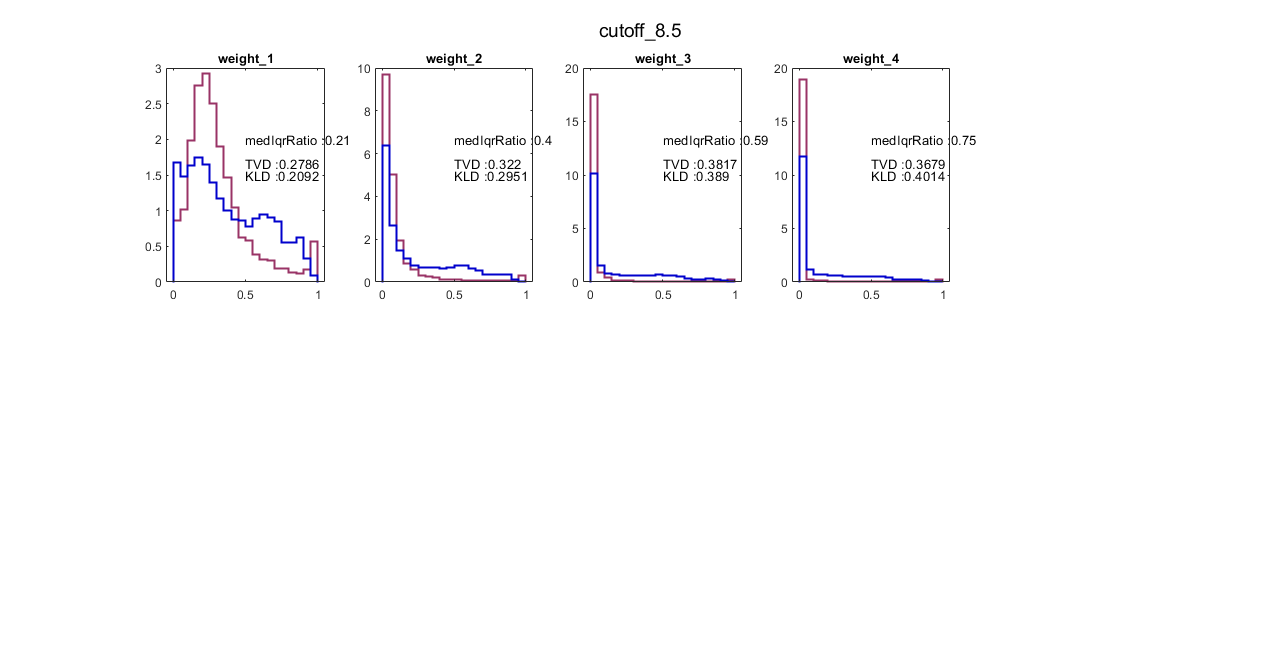 cutoff_8.5
weight_1
3
2.5
2
1.5
1
0.5
0
0
0.5
1
medIqrRatio :0.21
TVD :0.2786
KLD :0.2092
weight_2
10
8
6
4
2
0
0
0.5
1
medIqrRatio :0.4
TVD :0.322
KLD :0.2951
weight_3
20
15
10
5
0
0
0.5
1
medIqrRatio :0.59
TVD :0.3817
KLD :0.389
weight_4
20
15
10
5
0
0
0.5
1
medIqrRatio :0.75
TVD :0.3679
KLD :0.4014